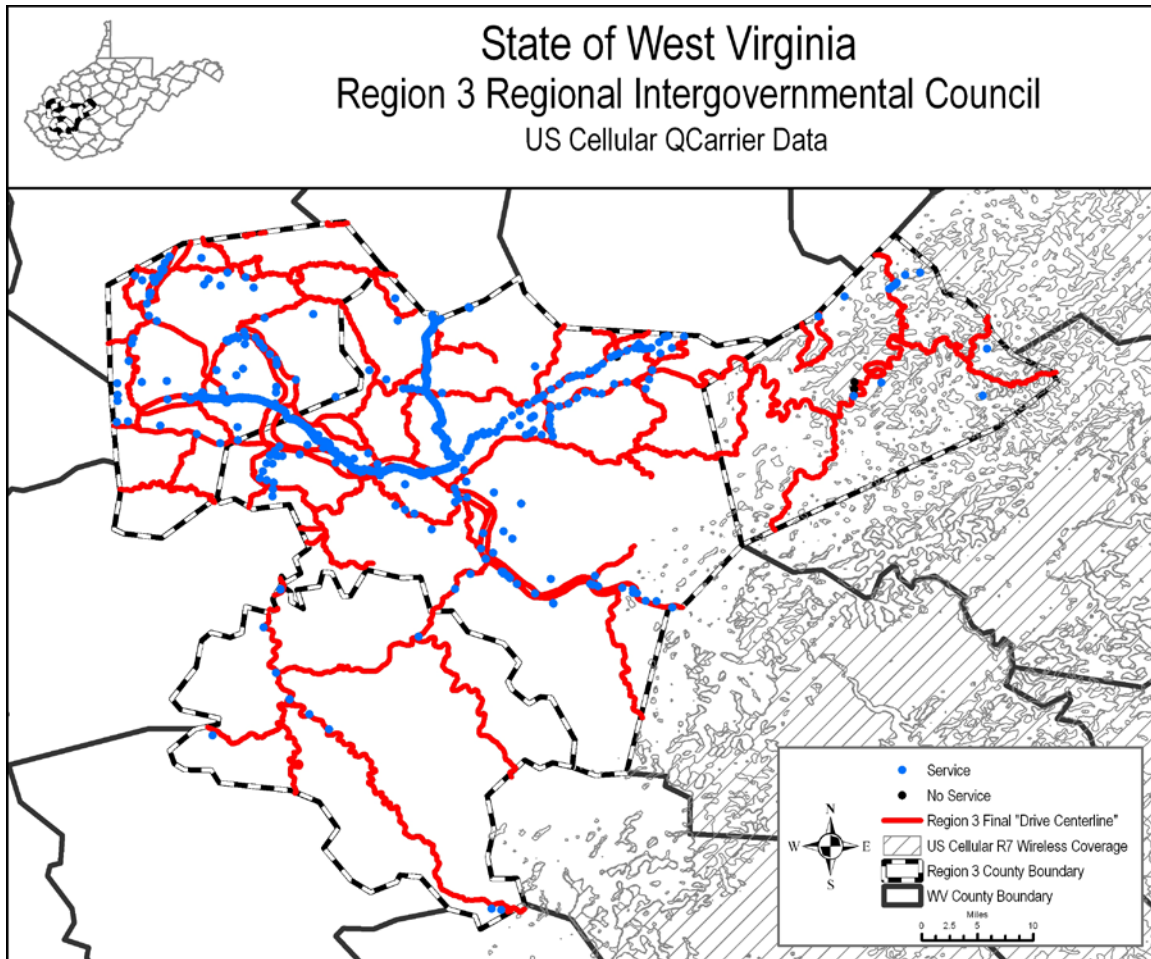 State of West Virginia
Region 3 Regional Intergovernmental Council
US Cellular QCarrier Data
Service
No Service
Region 3 Final "Drive Centerline"
US Cellular R7 Wireless Coverage
Region 3 County Boundary
WV County Boundary
N
W E
S
Miles
0 2.5 5 10